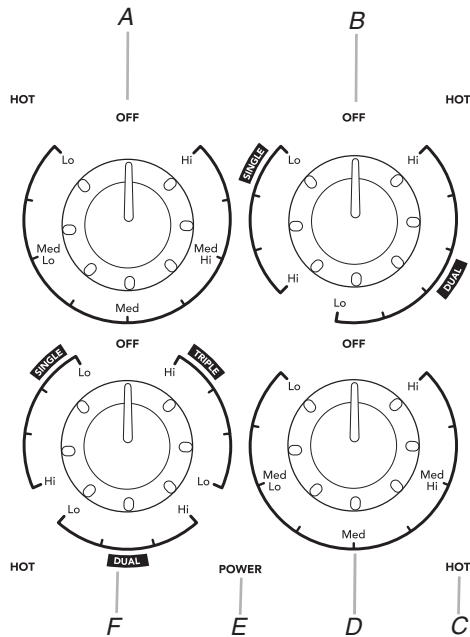 A B
HOT HOT
OFF OFF
Lo Hi SINGLE Lo Hi
Med Lo Med Hi
Hi DUAL
Med Lo
OFF OFF
SINGLE Lo Hi TRIPLE Lo Hi
Hi Lo Med Lo Med Hi
Lo Hi
Med
DUAL
HOT POWER HOT
F E D C